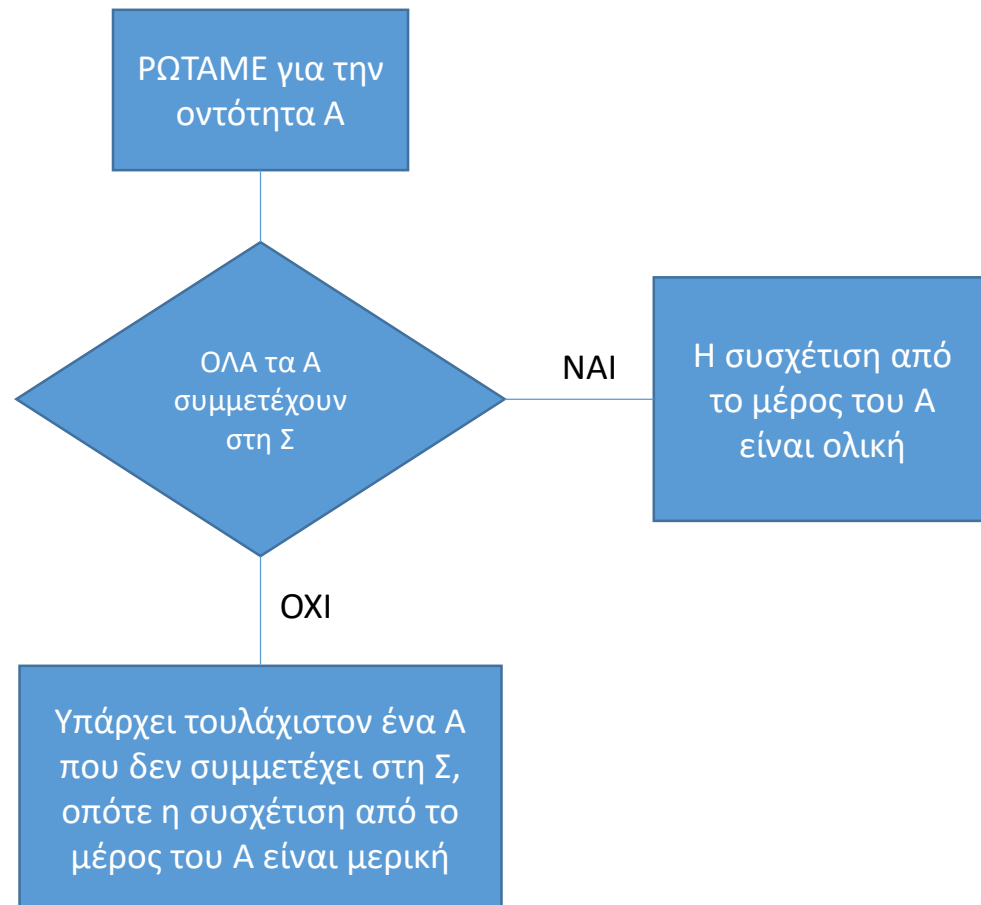 ΡΩΤΑΜΕ για την
οντότητα Α
ΟΛΑ τα Α
συμμετέχουν
στη Σ
ΝΑΙ
Η συσχέτιση από
το μέρος του Α
είναι ολική
ΟΧΙ
Υπάρχει τουλάχιστον ένα Α
που δεν συμμετέχει στη Σ,
οπότε η συσχέτιση από το
μέρος του Α είναι μερική